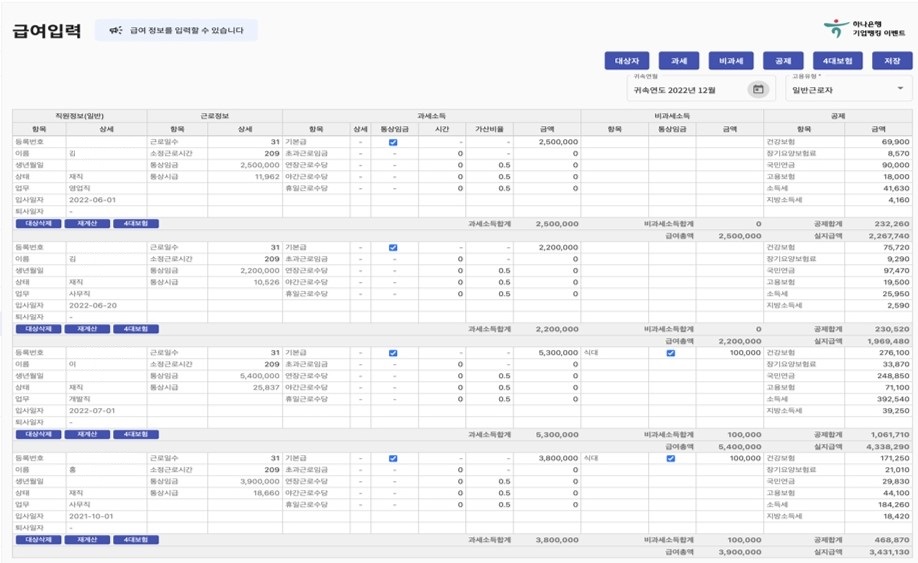 급여입력 급여 정보를 입력할 수 있습니다
하나은행
기업뱅킹 이벤트
대상자 과세 비과세 공제 4대보험 저장
귀속연월 고용유형 *
귀속연도 2022년 12월 일반근로자
직원정보(일반) 근로정보 과세소득 비과세소득 공제
항목 상세 항목 상세 항목 상세 통상임금 시간 가산비율 금액 항목 통상임금 금액 항목 금액
등록번호 근로일수 31 기본급 - - - 2,500,000 건강보험 69,900
이름 김 소정근로시간 209 초과근로임금 - - 0 - 0 장기요양보험료 8,570
생년월일 통상임금 2,500,000 연장근로수당 - - 0 0.5 0 국민연금 90,000
상태 재직 통상시급 11,962 야간근로수당 - - 0 0.5 0 고용보험 18,000
업무 영업직 휴일근로수당 - - 0 0.5 0 소득세 41,630
입사일자 2022-06-01 지방소득세 4,160
퇴사일자 -
대상삭제 재계산 4대보험 과세소득합계 2,500,000 비과세소득합계 0 공제합계 232,260
급여총액 2,500,000 실지급액 2,267,740
등록번호 근로일수 31 기본급 - - - 2,200,000 건강보험 75,720
이름 김 소정근로시간 209 초과근로임금 - - 0 - 0 장기요양보험료 9,290
생년월일 통상임금 2,200,000 연장근로수당 - - 0 0.5 0 국민연금 97,470
상태 재직 통상시급 10,526 야간근로수당 - - 0 0.5 0 고용보험 19,500
업무 사무직 휴일근로수당 - - 0 0.5 0 소득세 25,950
입사일자 2022-06-20 지방소득세 2,590
퇴사일자 -
대상삭제 재계산 4대보험 과세소득합계 2,200,000 비과세소득합계 0 공제합계 230,520
급여총액 2,200,000 실지급액 1,969,480
등록번호 근로일수 31 기본급 - - - 5,300,000 식대 100,000 건강보험 276,100
이름 이 소정근로시간 209 초과근로임금 - - 0 - 0 장기요양보험료 33,870
생년월일 통상임금 5,400,000 연장근로수당 - - 0 0.5 0 국민연금 248,850
상태 재직 통상시급 25,837 야간근로수당 - - 0 0.5 0 고용보험 71,100
업무 개발직 휴일근로수당 - - 0 0.5 0 소득세 392,540
입사일자 2022-07-01 지방소득세 39,250
퇴사일자 -
대상삭제 재계산 4대보험 과세소득합계 5,300,000 비과세소득합계 100,000 공제합계 1,061,710
급여총액 5,400,000 실지급액 4,338,290
등록번호 근로일수 31 기본급 - - - 3,800,000 식대 100,000 건강보험 171,250
이름 홍 소정근로시간 209 초과근로임금 - - 0 - 0 장기요양보험료 21,010
생년월일 통상임금 3,900,000 연장근로수당 - - 0 0.5 0 국민연금 29,830
상태 재직 통상시급 18,660 야간근로수당 - - 0 0.5 0 고용보험 44,100
업무 사무직 휴일근로수당 - - 0 0.5 0 소득세 184,260
입사일자 2021-10-01 지방소득세 18,420
퇴사일자 -
대상삭제 재계산 4대보험 과세소득합계 3,800,000 비과세소득합계 100,000 공제합계 468,870
급여총액 3,900,000 실지급액 3,431,130